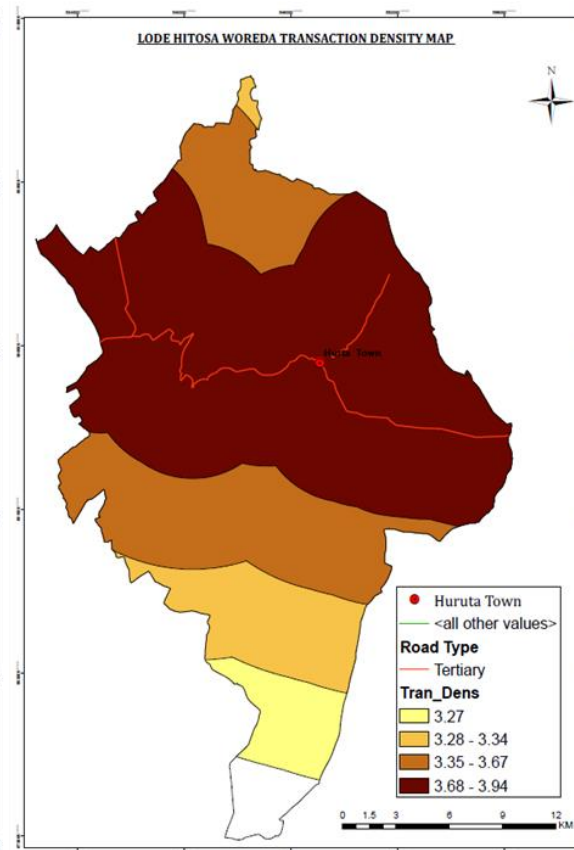 LODE HITOSA WOREDA TRANSACTION DENSITY MAP
N
Town
Huruta Town
<all other values>
Road Type
Tertiary
Tran_Dens
3.27
3.28 - 3.34
3.35 - 3.67
3.68 - 3.94
0 1.5 3 6 9 12
KM